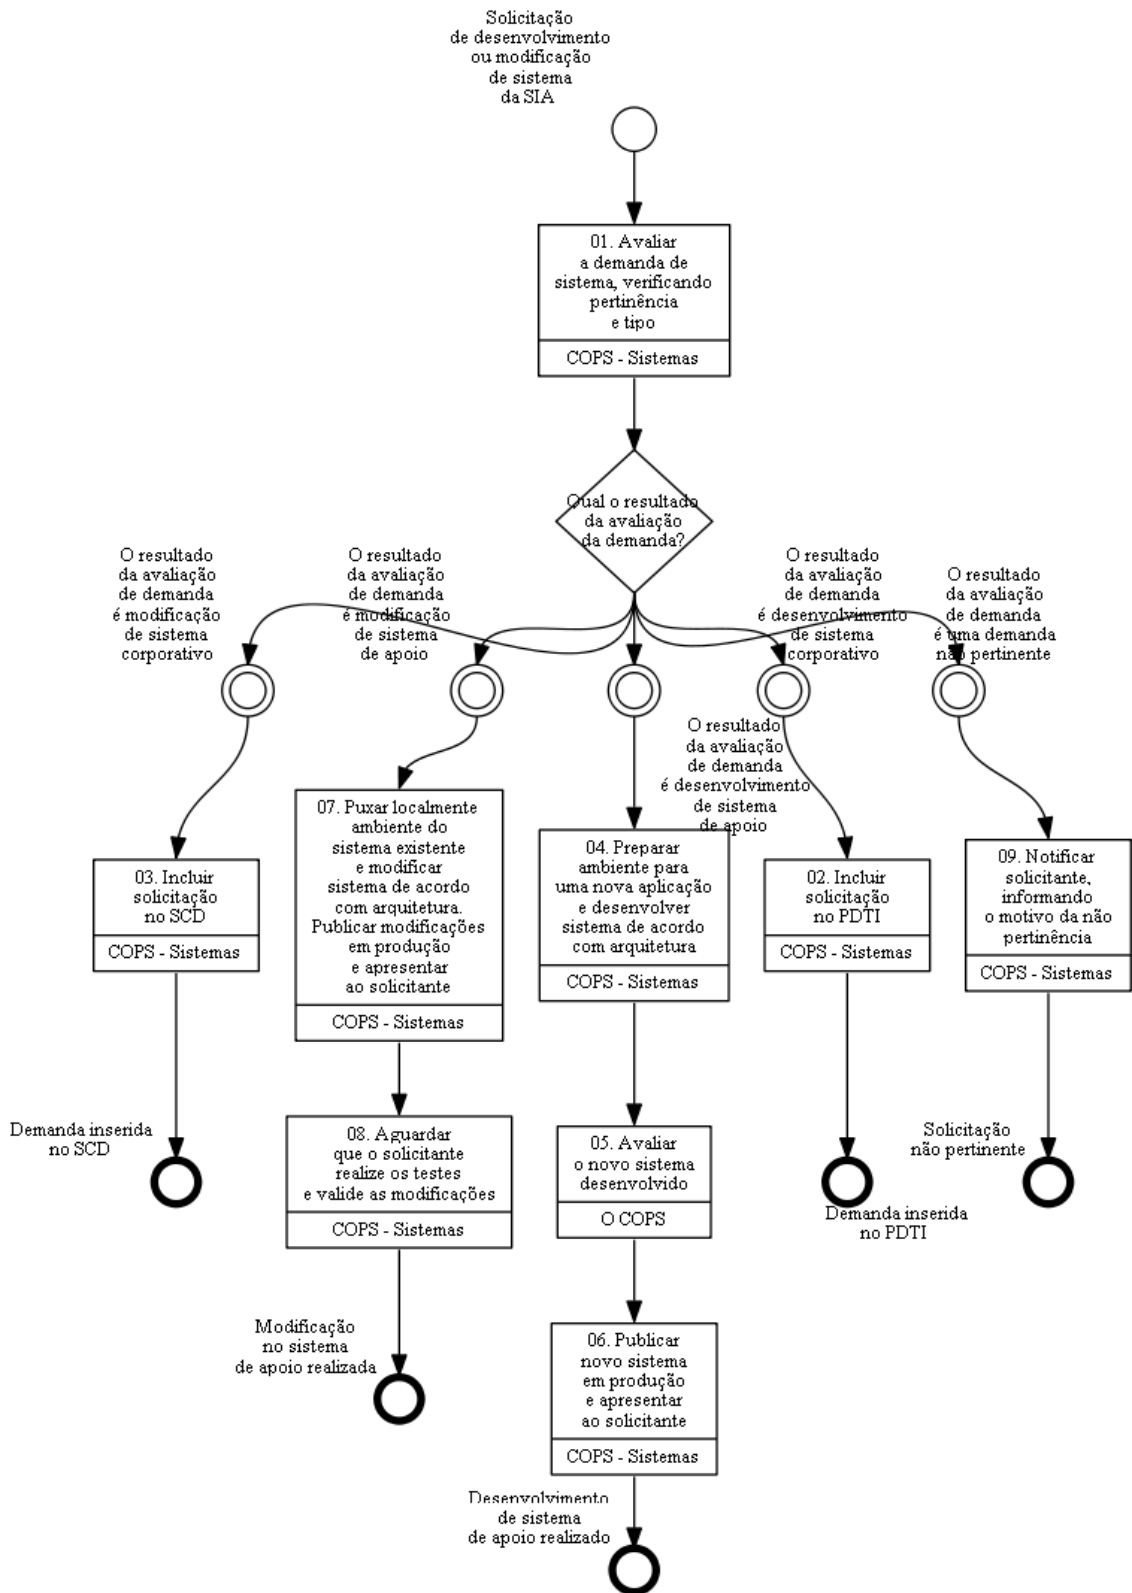 Solicitação
de desenvolvimento
ou modificação
de sistema
da SIA
01. Avaliar
a demanda de
sistema, verificando
pertinência
e tipo
COPS - Sistemas
Qual o resultado
da avaliação
da demanda?
O resultado
da avaliação
de demanda
é modificação
de sistema
corporativo
O resultado
da avaliação
de demanda
é modificação
de sistema
de apoio
O resultado
da avaliação
de demanda
é desenvolvimento
de sistema
corporativo
O resultado
da avaliação
de demanda
é uma demanda
não pertinente
O resultado
da avaliação
de demanda
é desenvolvimento
de sistema
de apoio
03. Incluir
solicitação
no SCD
COPS - Sistemas
07. Puxar localmente
ambiente do
sistema existente
e modificar
sistema de acordo
com arquitetura.
Publicar modificações
em produção
e apresentar
ao solicitante
COPS - Sistemas
04. Preparar
ambiente para
uma nova aplicação
e desenvolver
sistema de acordo
com arquitetura
COPS - Sistemas
02. Incluir
solicitação
no PDTI
COPS - Sistemas
09. Notificar
solicitante,
informando
o motivo da não
pertinência
COPS - Sistemas
Demanda inserida
no SCD
08. Aguardar
que o solicitante
realize os testes
e valide as modificações
COPS - Sistemas
05. Avaliar
o novo sistema
desenvolvido
O COPS
Demanda inserida
no PDTI
Solicitação
não pertinente
Modificação
no sistema
de apoio realizada
06. Publicar
novo sistema
em produção
e apresentar
ao solicitante
COPS - Sistemas
Desenvolvimento
de sistema
de apoio realizado